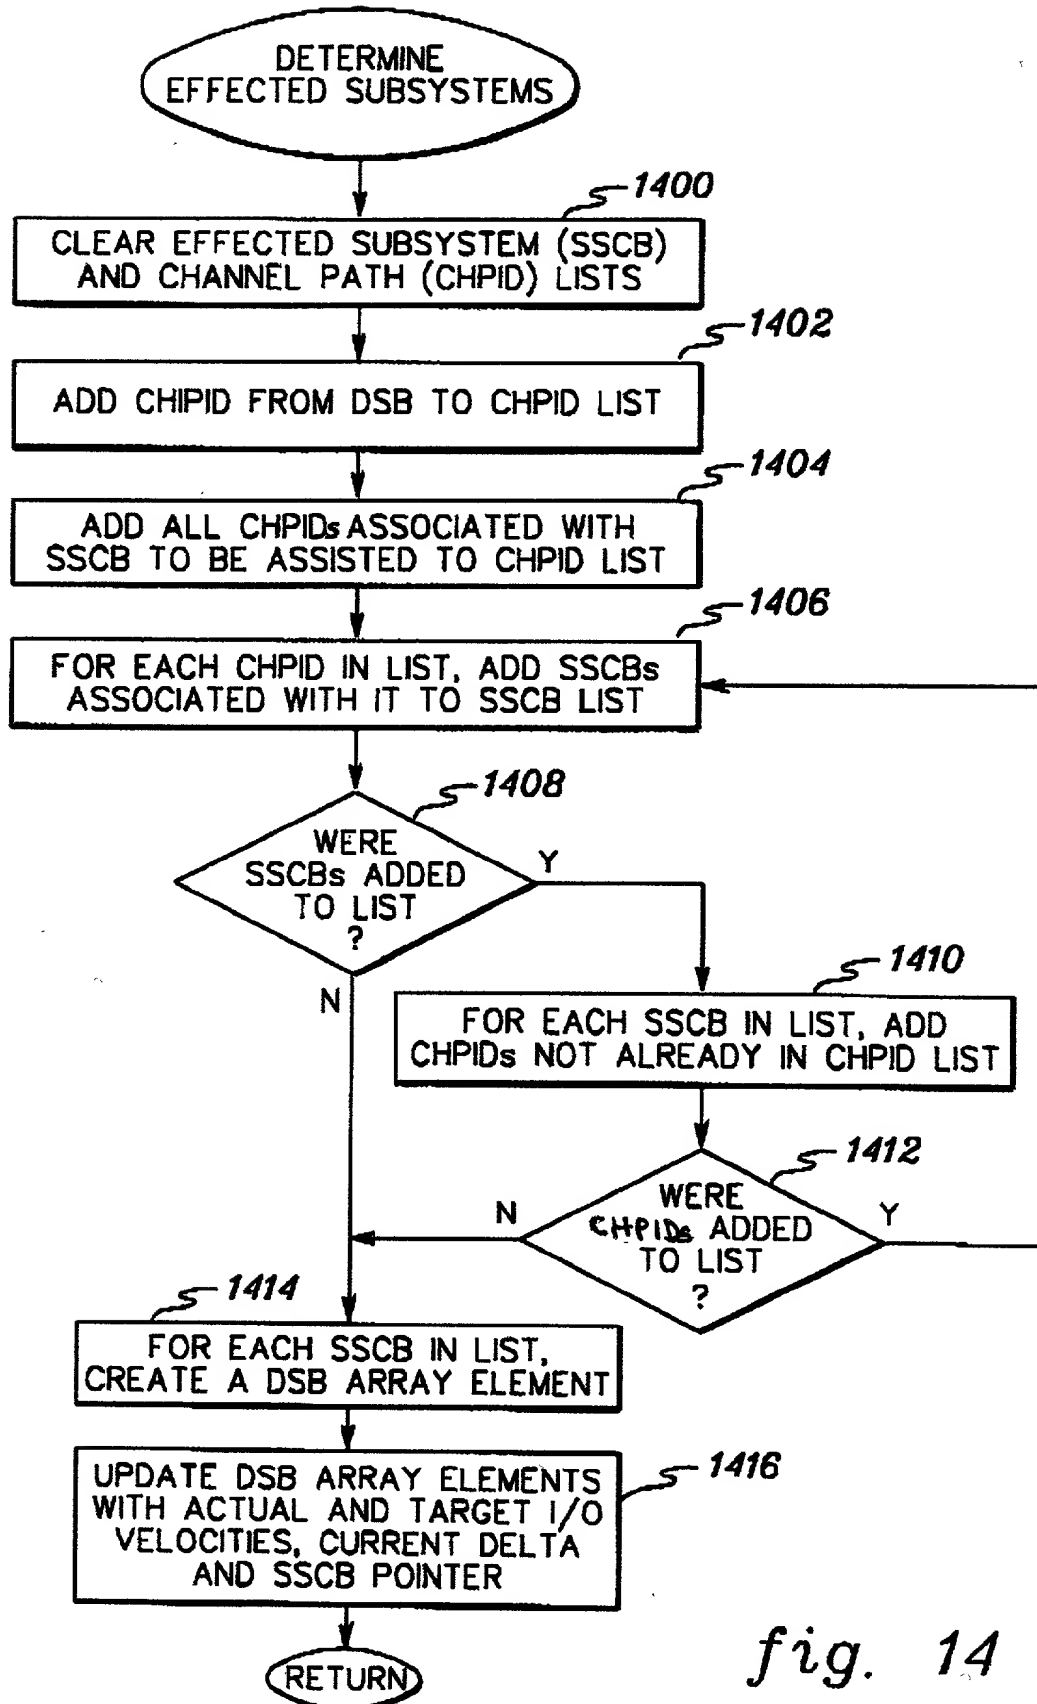 DETERMINE
EFFECTED SUBSYSTEMS
1400
CLEAR EFFECTED SUBSYSTEM (SSCB)
AND CHANNEL PATH (CHPID) LISTS
1402
ADD CHIPID FROM DSB TO CHPID LIST
1404
ADD ALL CHPIDs ASSOCIATED WITH
SSCB TO BE ASSISTED TO CHPID LIST
1406
FOR EACH CHPID IN LIST, ADD SSCBs
ASSOCIATED WITH IT TO SSCB LIST
1408
WERE
SSCBs ADDED
TO LIST
?
Y
N
1410
FOR EACH SSCB IN LIST, ADD
CHPIDs NOT ALREADY IN CHPID LIST
1412
WERE
CHPIDs ADDED
TO LIST
?
N
Y
1414
FOR EACH SSCB IN LIST,
CREATE A DSB ARRAY ELEMENT
1416
UPDATE DSB ARRAY ELEMENTS
WITH ACTUAL AND TARGET I/O
VELOCITIES, CURRENT DELTA
AND SSCB POINTER
RETURN
fig. 14